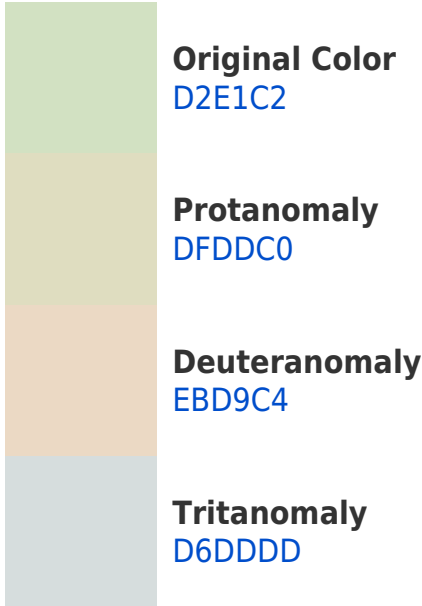 Original Color
D2E1C2
Protanomaly
DFDDC0
Deuteranomaly
EBD9C4
Tritanomaly
D6DDDD